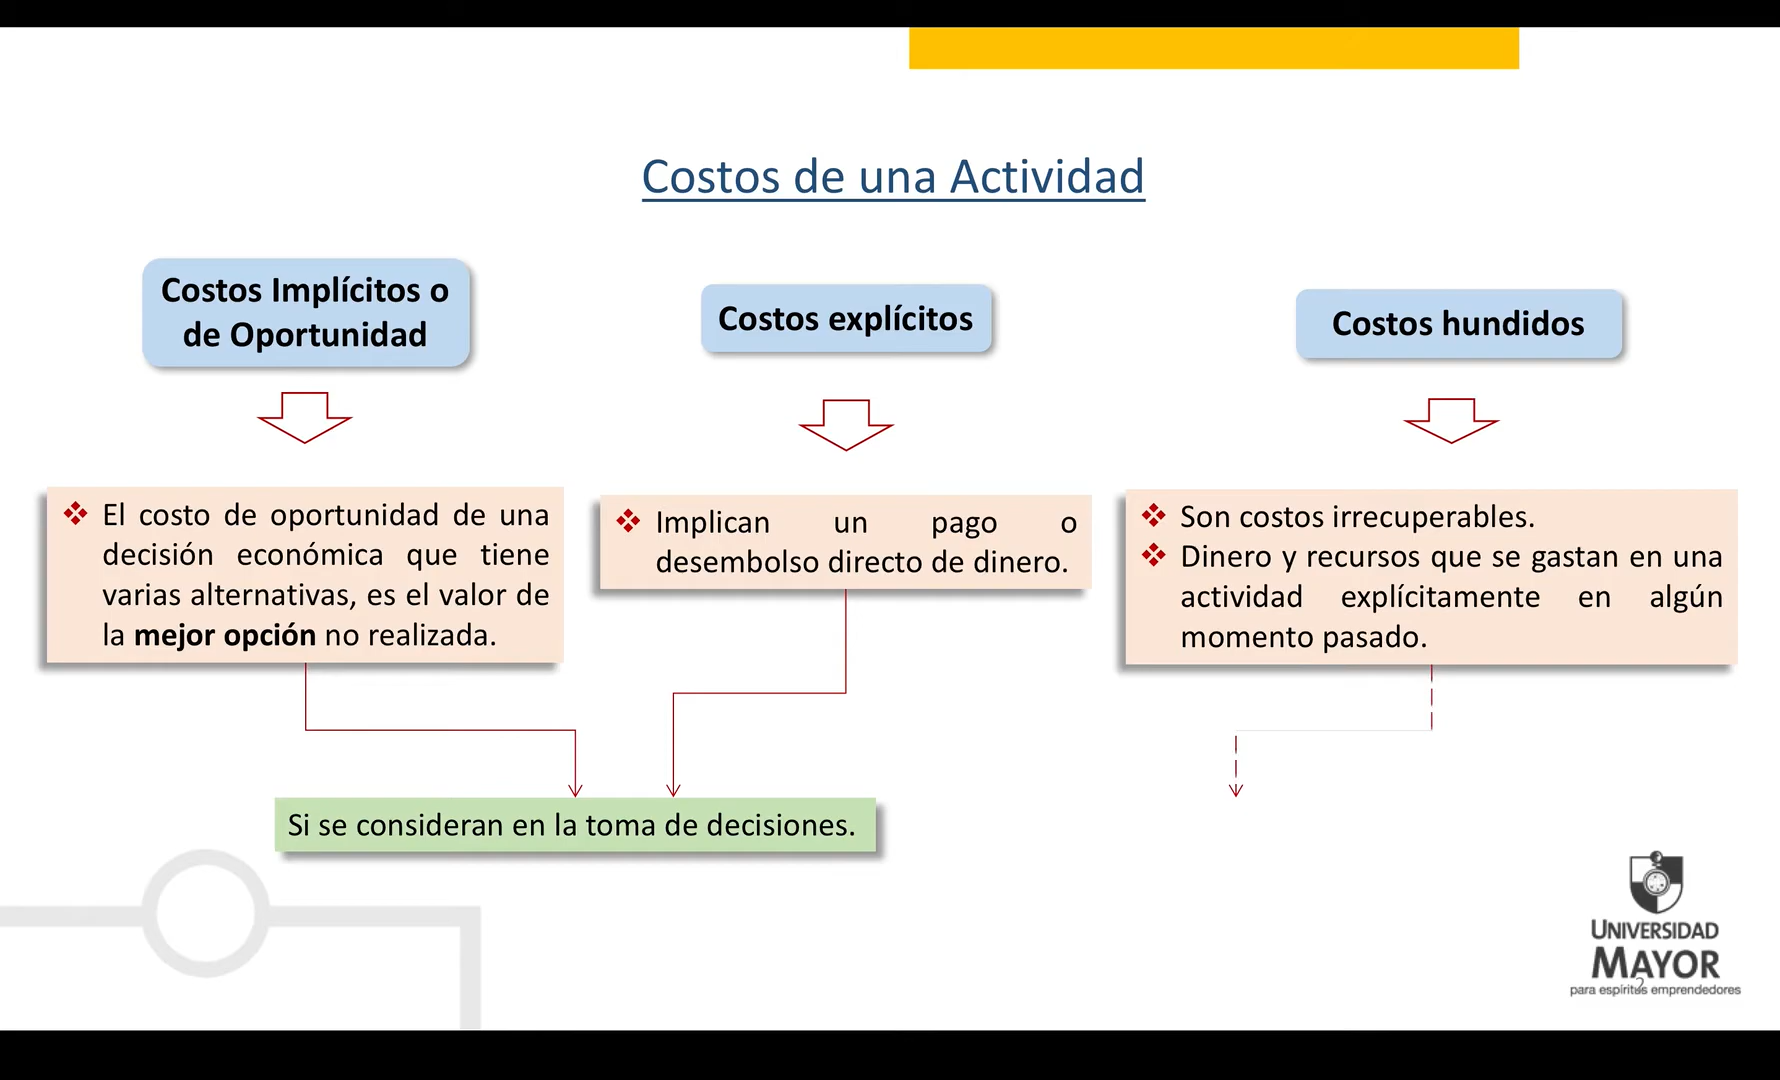 Costos de una Actividad
Costos Implícitos o
de Oportunidad
Costos explícitos
Costos hundidos
❖ El costo de oportunidad de una
decisión económica que tiene
varias alternativas, es el valor de
la mejor opción no realizada.
❖ Implican un pago o
desembolso directo de dinero.
❖ Son costos irrecuperables.
❖ Dinero y recursos que se gastan en una
actividad explícitamente en algún
momento pasado.
Si se consideran en la toma de decisiones.
UNIVERSIDAD
MAYOR
para espíritus emprendedores
2